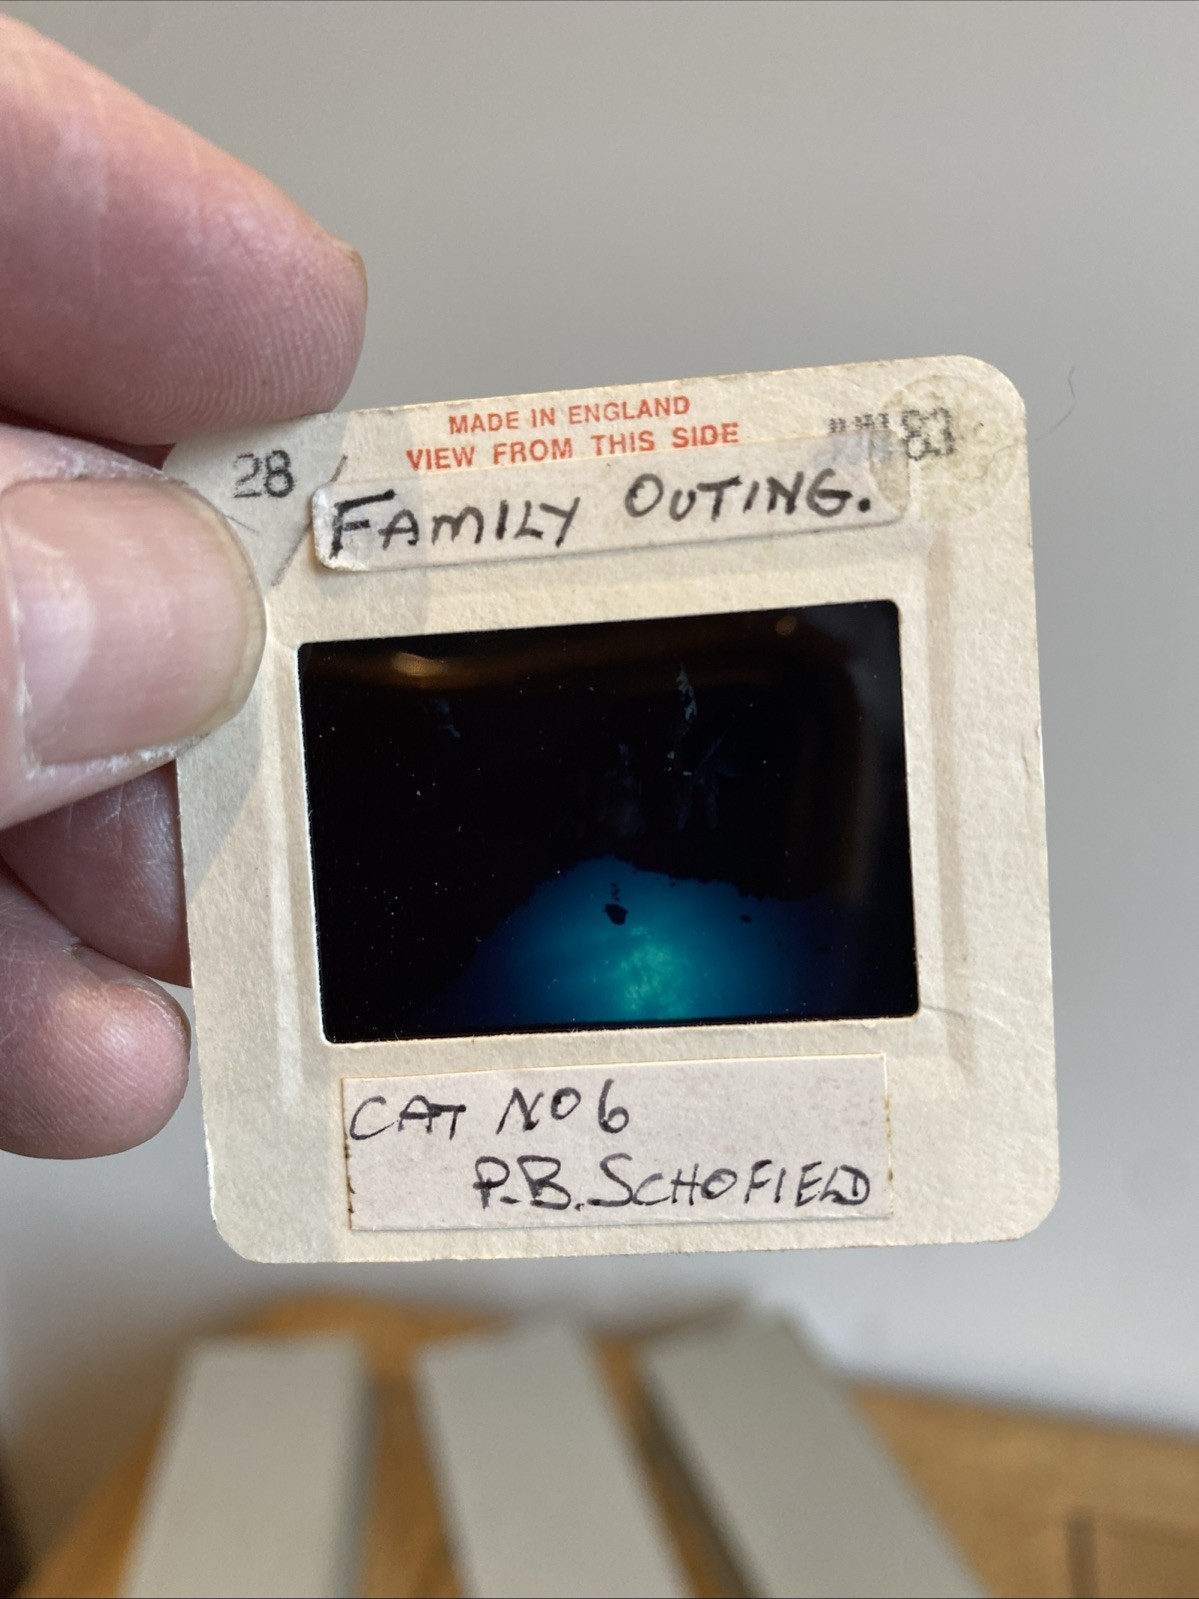 MADE IN ENGLAND
VIEW FROM THIS SIDE
28
83
FAMILY OUTING.
CAT NO 6
P.B. SCHOFIELD